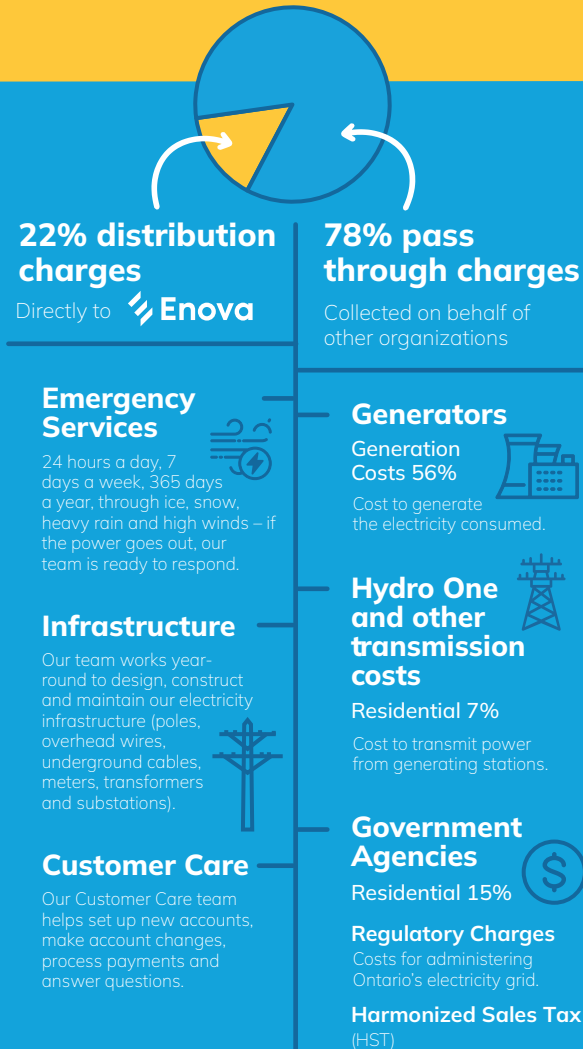 22% distribution
charges
Directly to Enova
78% pass
through charges
Collected on behalf of
other organizations
Emergency
Services
24 hours a day, 7
days a week, 365 days
a year, through ice, snow,
heavy rain and high winds – if
the power goes out, our
team is ready to respond.
Infrastructure
Our team works year-
round to design, construct
and maintain our electricity
infrastructure (poles,
overhead wires,
underground cables,
meters, transformers
and substations).
Customer Care
Our Customer Care team
helps set up new accounts,
make account changes,
process payments and
answer questions.
Generators
Generation
Costs 56%
Cost to generate
the electricity consumed.
Hydro One
and other
transmission
costs
Residential 7%
Cost to transmit power
from generating stations.
Government
Agencies
Residential 15%
$
Regulatory Charges
Costs for administering
Ontario's electricity grid.
Harmonized Sales Tax
(HST)